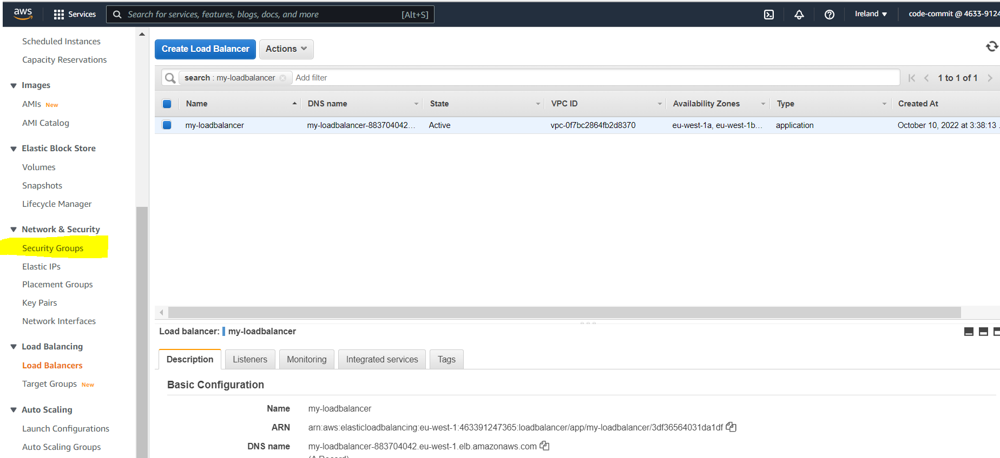 aws Services Search for services, features, blogs, docs, and more [Alt+S] Ireland code-commit @ 4633-9124
Scheduled Instances
Capacity Reservations
Images
AMIs New
AMI Catalog
Elastic Block Store
Volumes
Snapshots
Lifecycle Manager
Network & Security
Security Groups
Elastic IPs
Placement Groups
Key Pairs
Network Interfaces
Load Balancing
Load Balancers
Target Groups New
Auto Scaling
Launch Configurations
Auto Scaling Groups
Create Load Balancer Actions
search : my-loadbalancer Add filter 1 to 1 of 1
Name DNS name State VPC ID Availability Zones Type Created At
my-loadbalancer my-loadbalancer-883704042... Active vpc-0f7bc2864fb2d8370 eu-west-1a, eu-west-1b... application October 10, 2022 at 3:38:13
Load balancer: my-loadbalancer
Description Listeners Monitoring Integrated services Tags
Basic Configuration
Name my-loadbalancer
ARN arn:aws:elasticloadbalancing:eu-west-1:463391247365:loadbalancer/app/my-loadbalancer/3df36564031da1df
DNS name my-loadbalancer-883704042.eu-west-1.elb.amazonaws.com
(A Record)